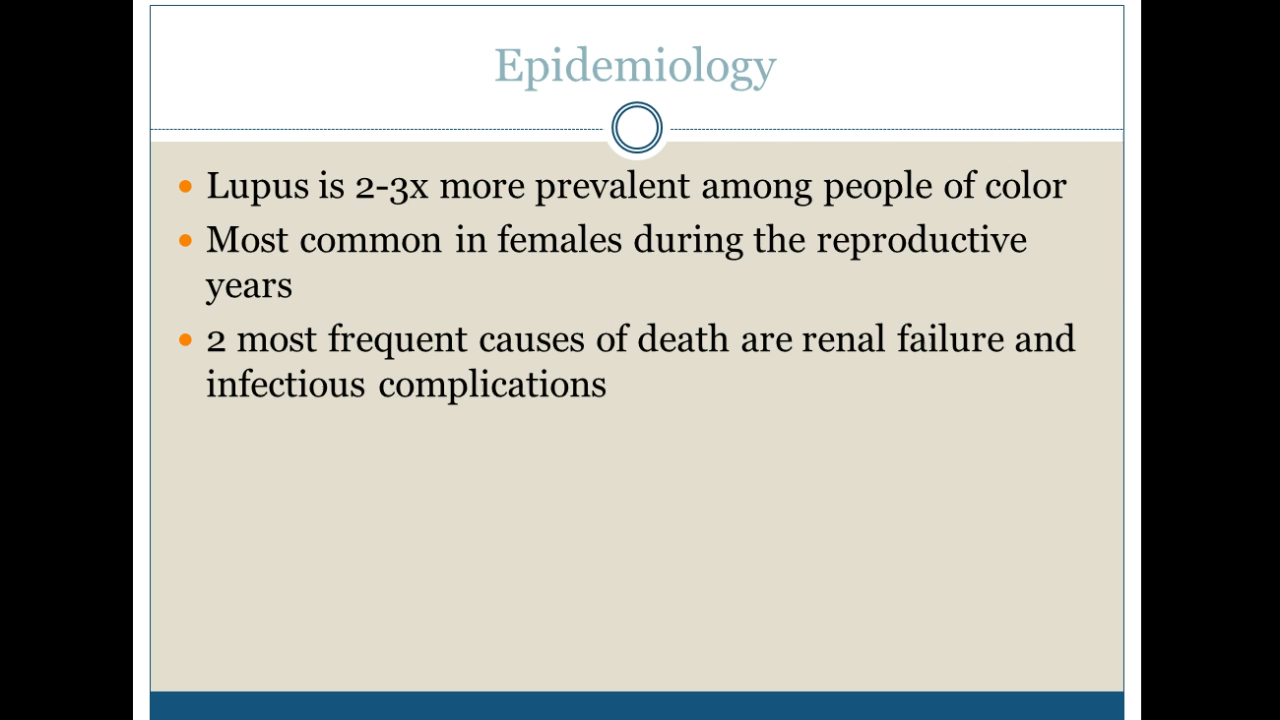 Epidemiology
• Lupus is 2-3x more prevalent among people of color
• Most common in females during the reproductive
years
• 2 most frequent causes of death are renal failure and
infectious complications